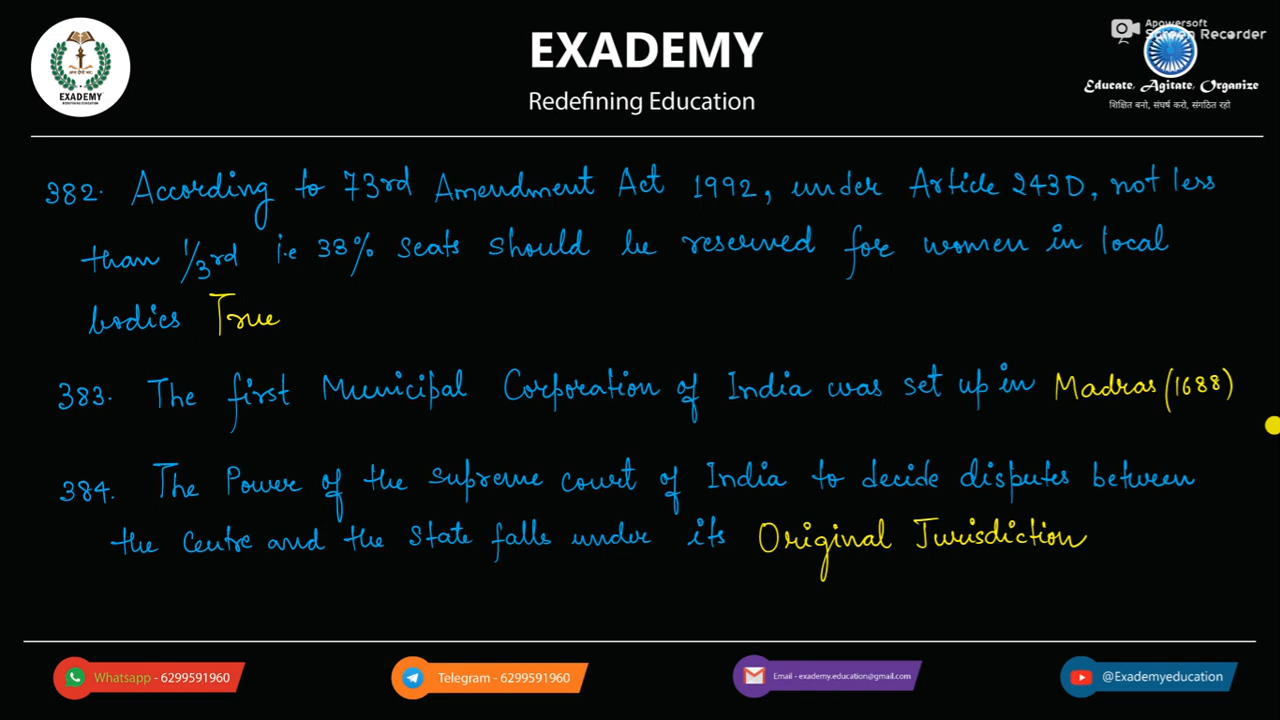 EXADEMY
Redefining Education
EXADEMY
REDEFINING EDUCATION
Apowersoft
Screen Recorder
Educate, Agitate, Organize
शिक्षित बनो, संघर्ष करो, संगठित रहो
382. According to 73rd Amendment Act 1992, under Article 243D, not less
than 1/3rd i.e 33% seats should be reserved for women in local
bodies True
383. The first Municipal Corporation of India was set up in Madras (1688)
384. The Power of the Supreme Court of India to decide disputes between
the Centre and the State falls under its Original Jurisdiction
Whatsapp - 6299591960
Telegram - 6299591960
Email - exademy.education@gmail.com
@Exademyeducation